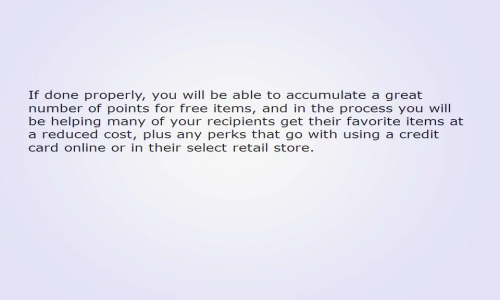 If done properly, you will be able to accumulate a great
number of points for free items, and in the process you will
be helping many of your recipients get their favorite items at
a reduced cost, plus any perks that go with using a credit
card online or in their select retail store.